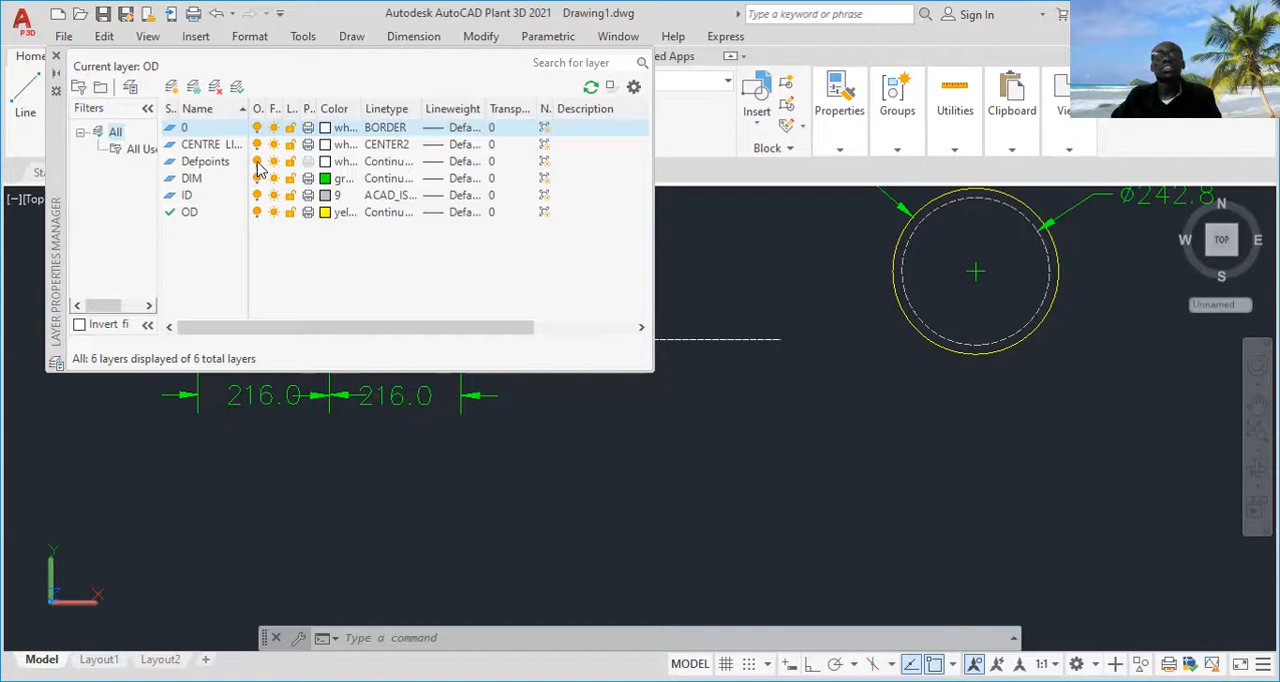 Autodesk AutoCAD Plant 3D 2021 Drawing1.dwg
Type a keyword or phrase
Sign In
P3D
File Edit View Insert Format Tools Draw Dimension Modify Parametric Window Help Express
Home
ed Apps
Current layer: OD
Search for layer
Line
Insert
Properties
Groups
Utilities
Clipboard
Block
Filters
S.. Name O. F.. L.. P.. Color Linetype Lineweight Transp... N. Description
All
All Us
0 wh... BORDER Defa... 0
CENTRE LI... wh... CENTER2 Defa... 0
Defpoints wh... Continu... Defa... 0
DIM gr... Continu... Defa... 0
ID 9 ACAD_IS... Defa... 0
OD yel... Continu... Defa... 0
LAYER PROPERTIES MANAGER
Invert fi
All: 6 layers displayed of 6 total layers
[−][Top
Ø242.8
N
W TOP E
S
Unnamed
216.0 216.0
Y
X
Type a command
Model Layout1 Layout2 +
MODEL
1:1